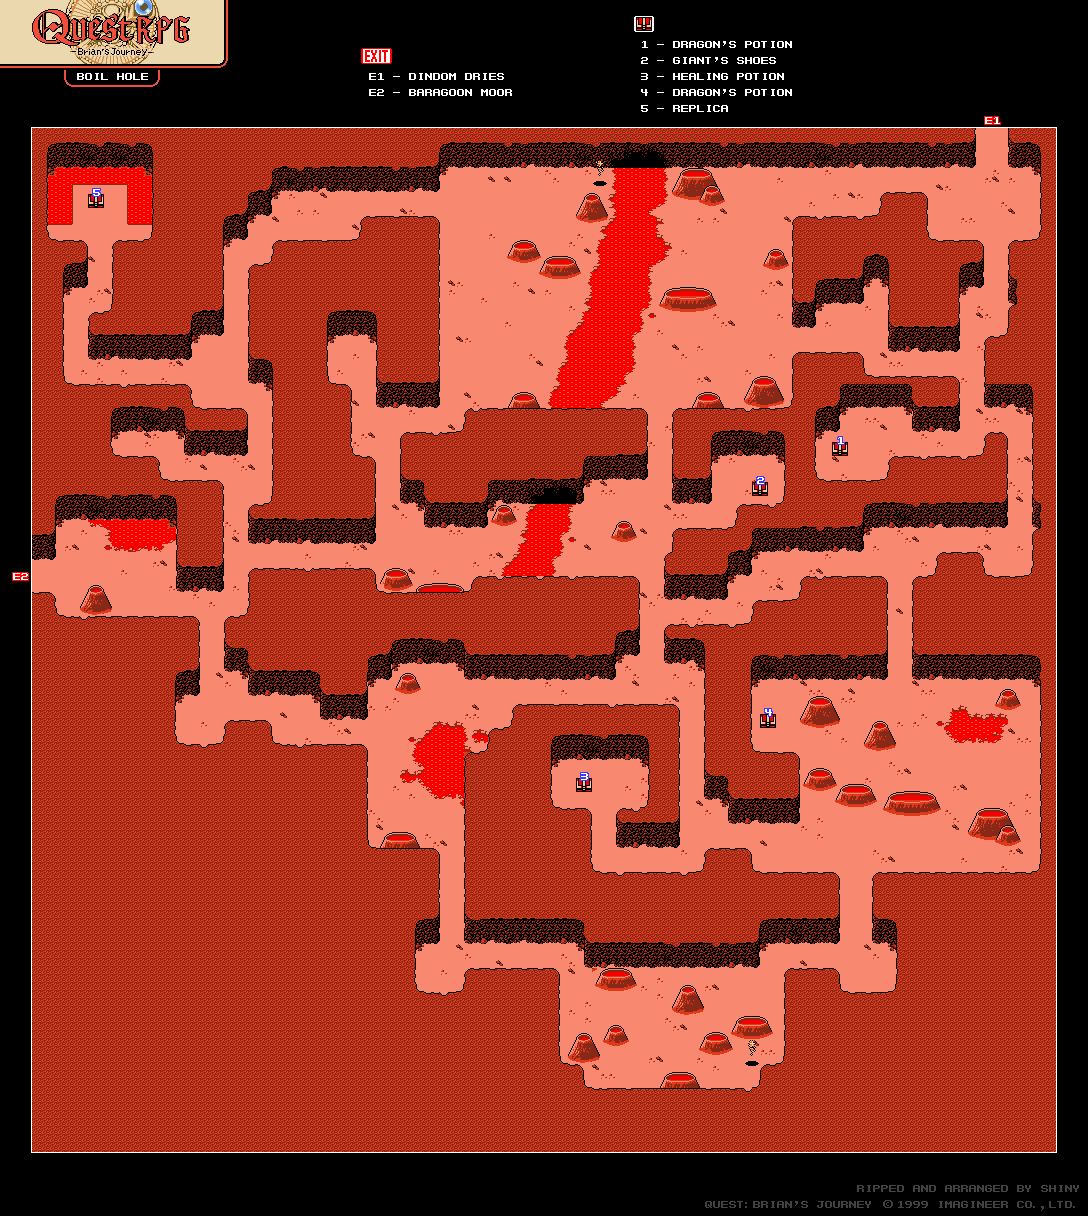 QUEST RPG
-Brian's Journey-
BOIL HOLE
EXIT
E1 - DINDOM DRIES
E2 - BARAGOON MOOR
1 - DRAGON'S POTION
2 - GIANT'S SHOES
3 - HEALING POTION
4 - DRAGON'S POTION
5 - REPLICA
E1
5
1
2
E2
4
3
RIPPED AND ARRANGED BY SHINY
QUEST: BRIAN'S JOURNEY © 1999 IMAGINEER CO.,LTD.